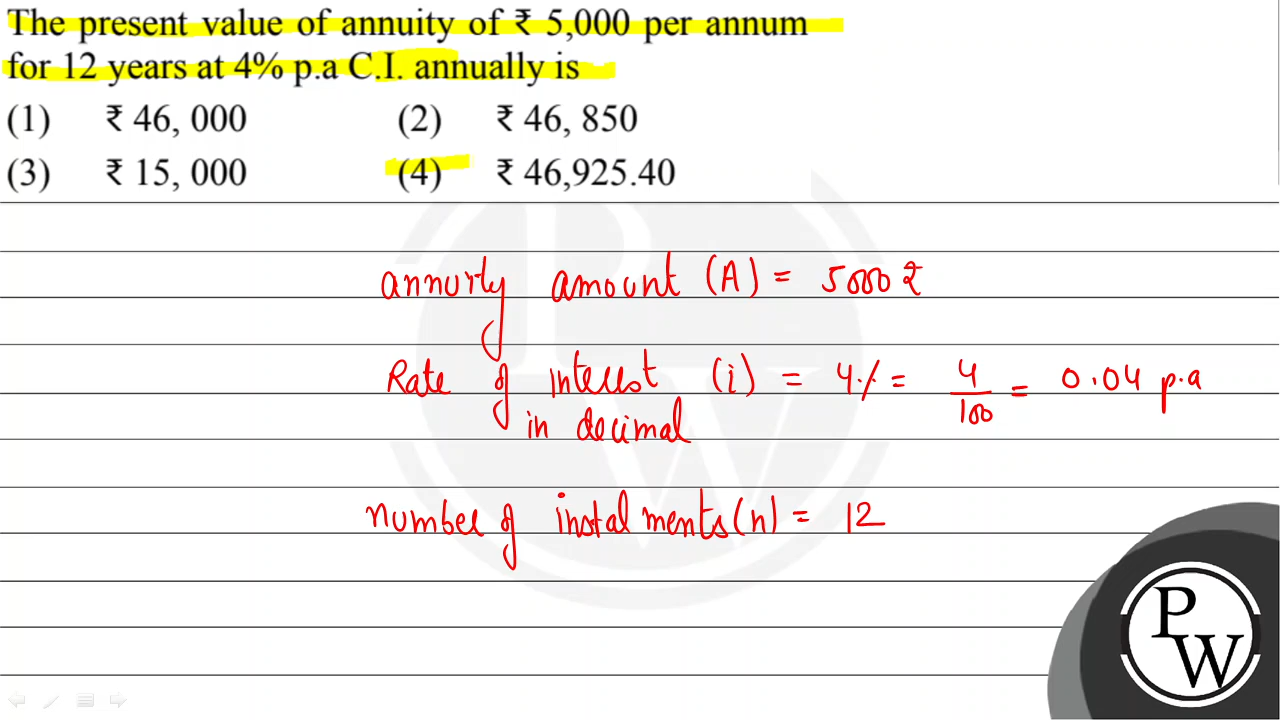 The present value of annuity of ₹ 5,000 per annum
for 12 years at 4% p.a C.I. annually is
(1) ₹ 46, 000 (2) ₹ 46, 850
(3) ₹ 15, 000 (4) ₹ 46,925.40
annuity amount (A) = 5000 ₹
Rate of interest (i) = 4% = 4/100 = 0.04 p.a
in decimal
number of instalments (n) = 12
P
W